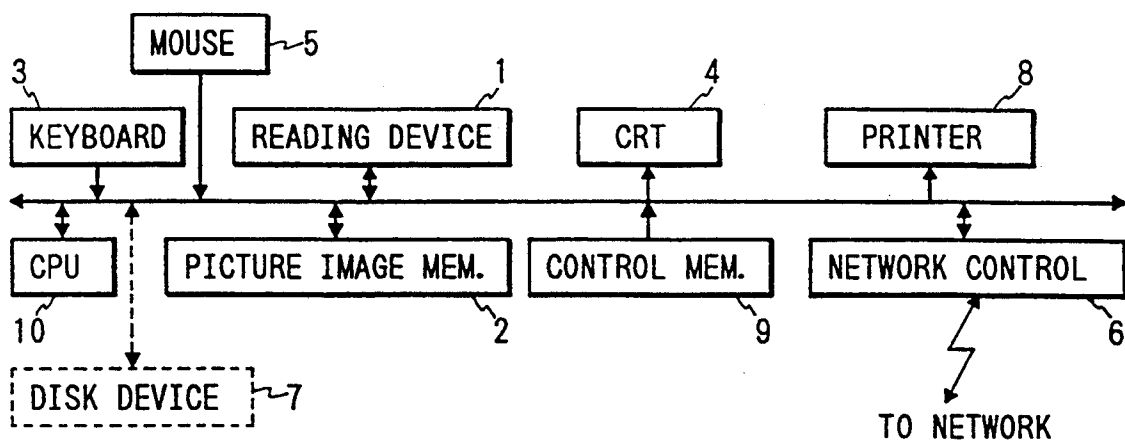 MOUSE 5
3 1 4 8
KEYBOARD READING DEVICE CRT PRINTER
CPU PICTURE IMAGE MEM. CONTROL MEM. NETWORK CONTROL
10 2 9 6
DISK DEVICE 7
TO NETWORK